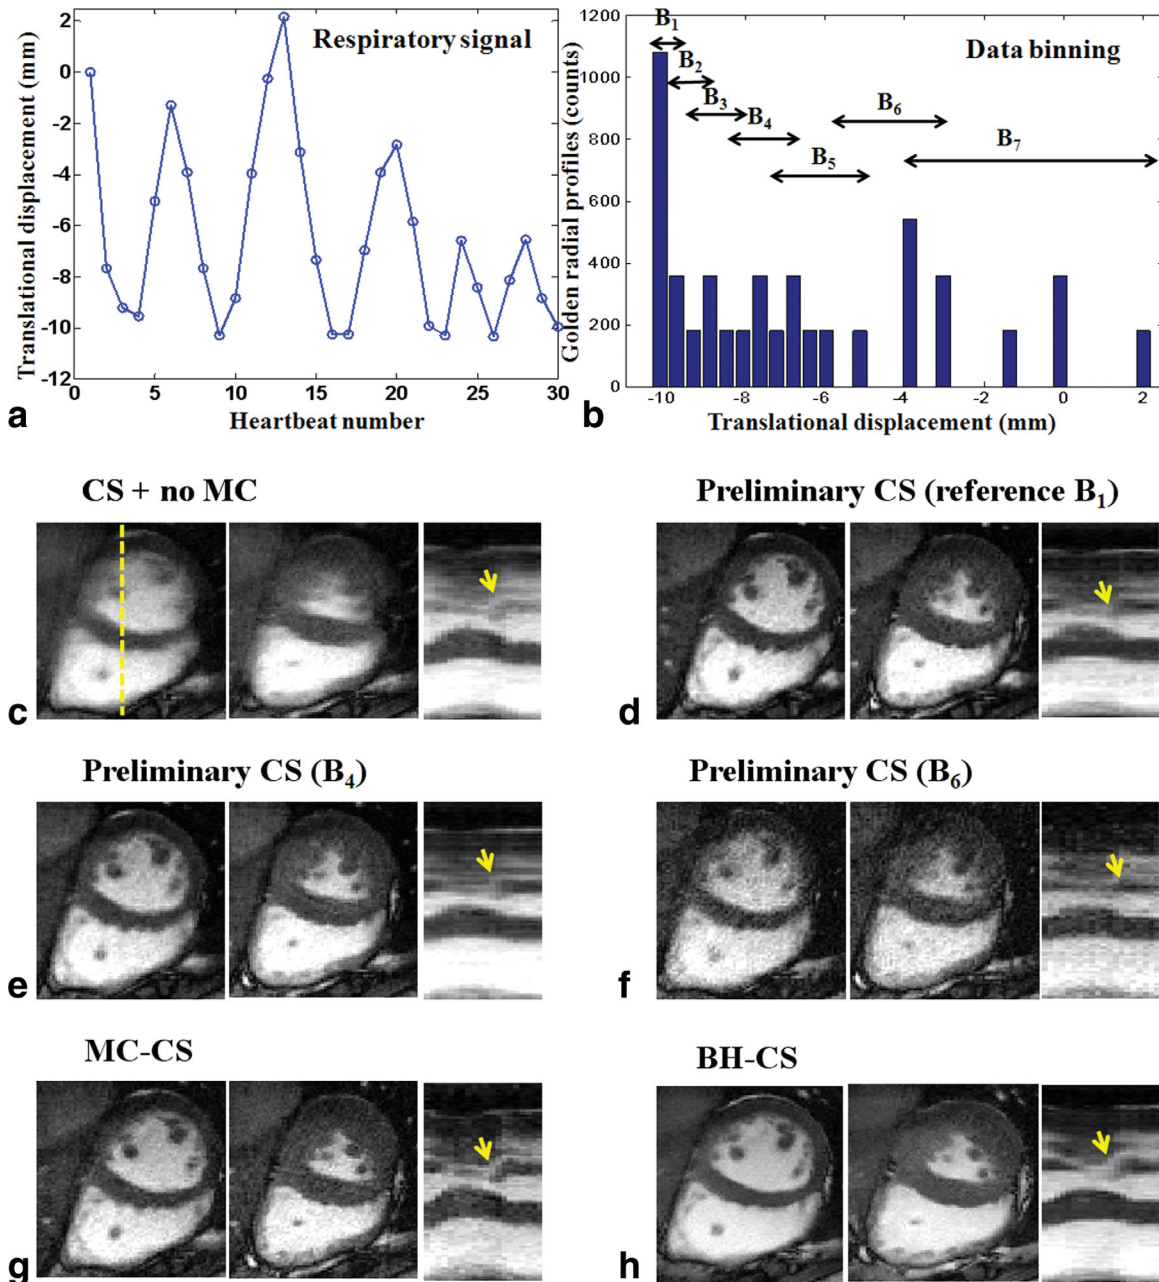 Respiratory signal
Translational displacement (mm)
2
0
-2
-4
-6
-8
-10
-12
0 5 10 15 20 25 30
Heartbeat number
a
Data binning
Golden radial profiles (counts)
1200
1000
800
600
400
200
0
B1
B2
B3
B4
B5
B6
B7
-10 -8 -6 -4 -2 0 2
Translational displacement (mm)
b
CS + no MC
c
Preliminary CS (reference B1)
d
Preliminary CS (B4)
e
Preliminary CS (B6)
f
MC-CS
g
BH-CS
h